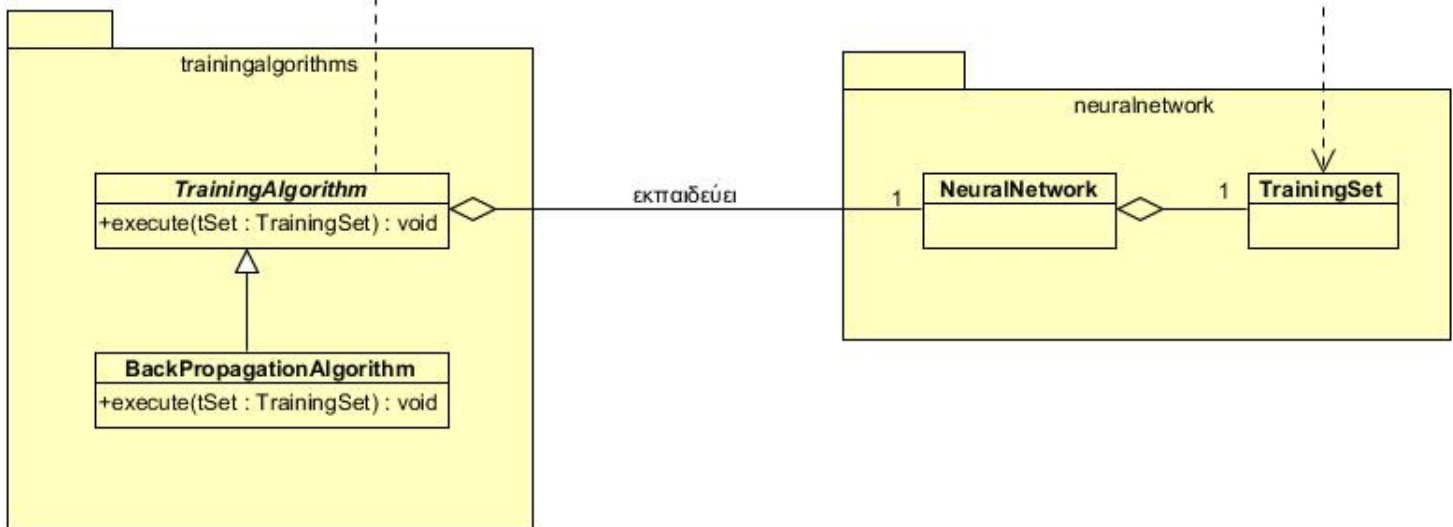 trainingalgorithms
TrainingAlgorithm
+execute(tSet : TrainingSet) : void
BackPropagationAlgorithm
+execute(tSet : TrainingSet) : void
εκπαιδεύει
1
neuralnetwork
NeuralNetwork
1
TrainingSet